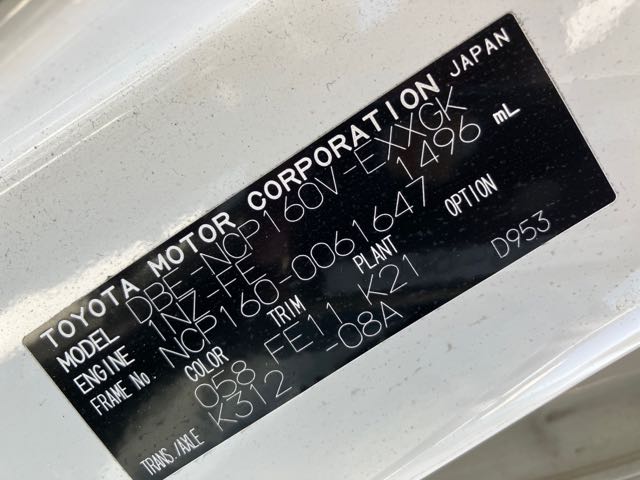 TOYOTA MOTOR CORPORATION JAPAN
MODEL DBE-NCP160V-EXXGK
ENGINE 1NZ-FE 1496 mL
FRAME No. NCP160-0061647
COLOR TRIM PLANT OPTION
058 FE11 K21 D953
TRANS./AXLE K312 -08A